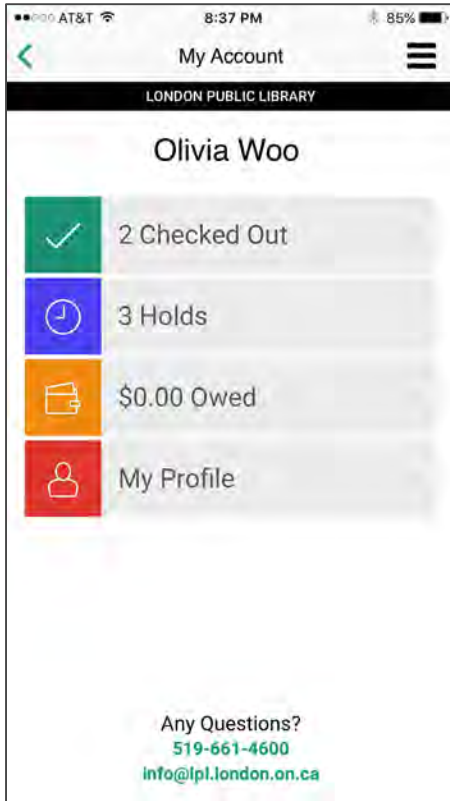 AT&T 8:37 PM 85%
My Account
LONDON PUBLIC LIBRARY
Olivia Woo
2 Checked Out
3 Holds
$0.00 Owed
My Profile
Any Questions?
519-661-4600
info@lpl.london.on.ca